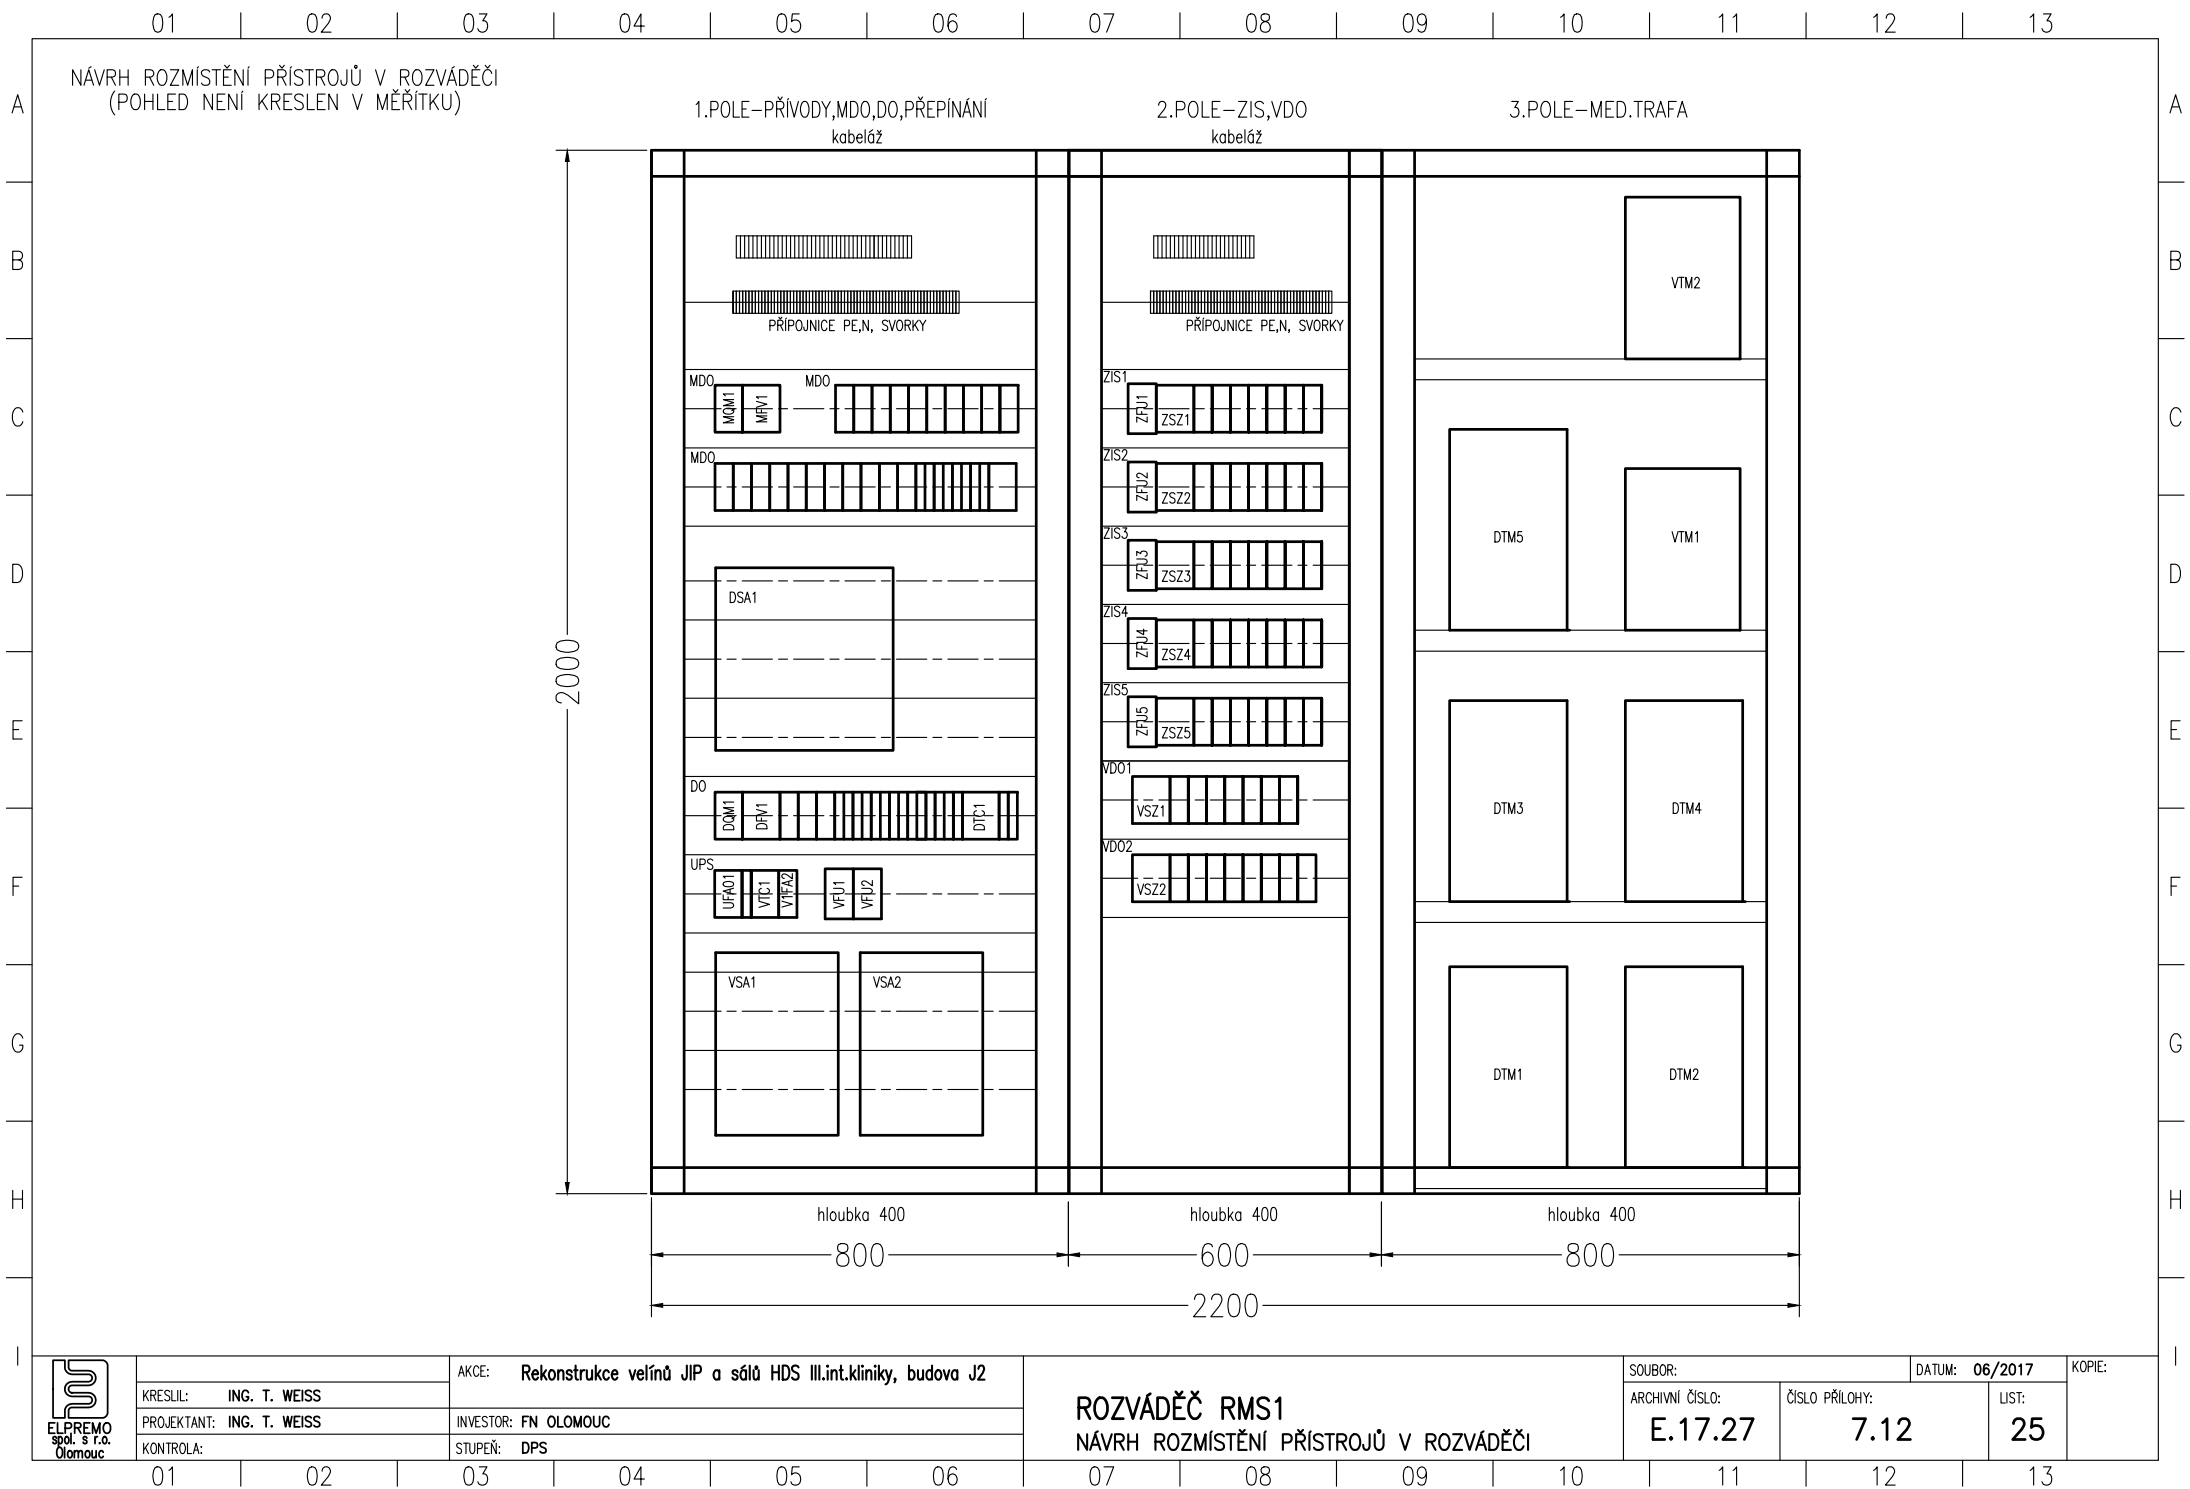 01 02 03 04 05 06 07 08 09 10 11 12 13
NÁVRH ROZMÍSTĚNÍ PŘÍSTROJŮ V ROZVÁDĚČI
(POHLED NENÍ KRESLEN V MĚŘÍTKU)
A A
1.POLE-PŘÍVODY,MDO,DO,PŘEPÍNÁNÍ
kabeláž
2.POLE-ZIS,VDO
kabeláž
3.POLE-MED.TRAFA
B B
PŘÍPOJNICE PE,N, SVORKY
PŘÍPOJNICE PE,N, SVORKY
VTM2
C C
MDO MQM1 MFV1 MDO
ZIS1 ZFU1 ZSZ1
MDO
ZIS2 ZFU2 ZSZ2
D D
DSA1
ZIS3 ZFU3 ZSZ3
DTM5 VTM1
ZIS4 ZFU4 ZSZ4
2000
E E
ZIS5 ZFU5 ZSZ5
DO DQM1 DFV1 DTC1
VDO1 VSZ1
DTM3 DTM4
F F
UPS UFA01 VTC1 V1FA2 VFU1 VFU2
VDO2 VSZ2
VSA1 VSA2
G G
DTM1 DTM2
H H
hloubka 400 hloubka 400 hloubka 400
800 600 800
2200
I I
ELPREMO
spol. s r.o.
Olomouc
KRESLIL: ING. T. WEISS
PROJEKTANT: ING. T. WEISS
KONTROLA:
AKCE: Rekonstrukce velínů JIP a sálů HDS III.int.kliniky, budova J2
INVESTOR: FN OLOMOUC
STUPEŇ: DPS
ROZVÁDĚČ RMS1
NÁVRH ROZMÍSTĚNÍ PŘÍSTROJŮ V ROZVÁDĚČI
SOUBOR:
DATUM: 06/2017
KOPIE:
ARCHIVNÍ ČÍSLO:
E.17.27
ČÍSLO PŘÍLOHY:
7.12
LIST:
25
01 02 03 04 05 06 07 08 09 10 11 12 13